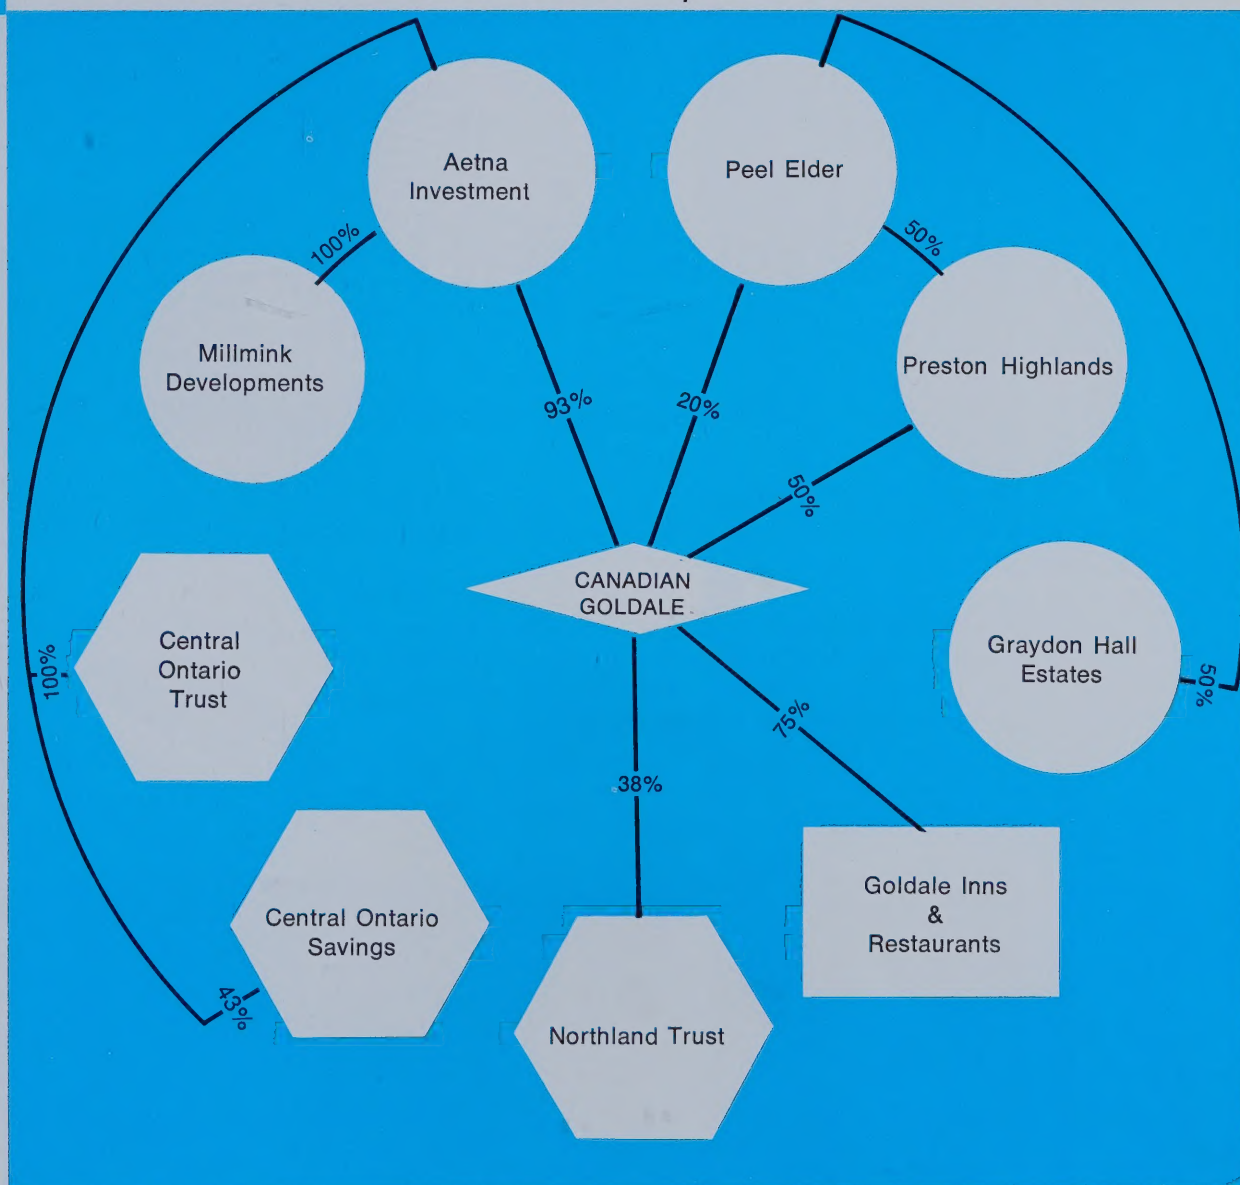 Aetna
Investment
Peel Elder
100%
50%
Millmink
Developments
Preston Highlands
93%
20%
50%
CANADIAN
GOLDALE
Central
Ontario
Trust
100%
Graydon Hall
Estates
50%
75%
38%
Goldale Inns
&
Restaurants
Central Ontario
Savings
43%
Northland Trust